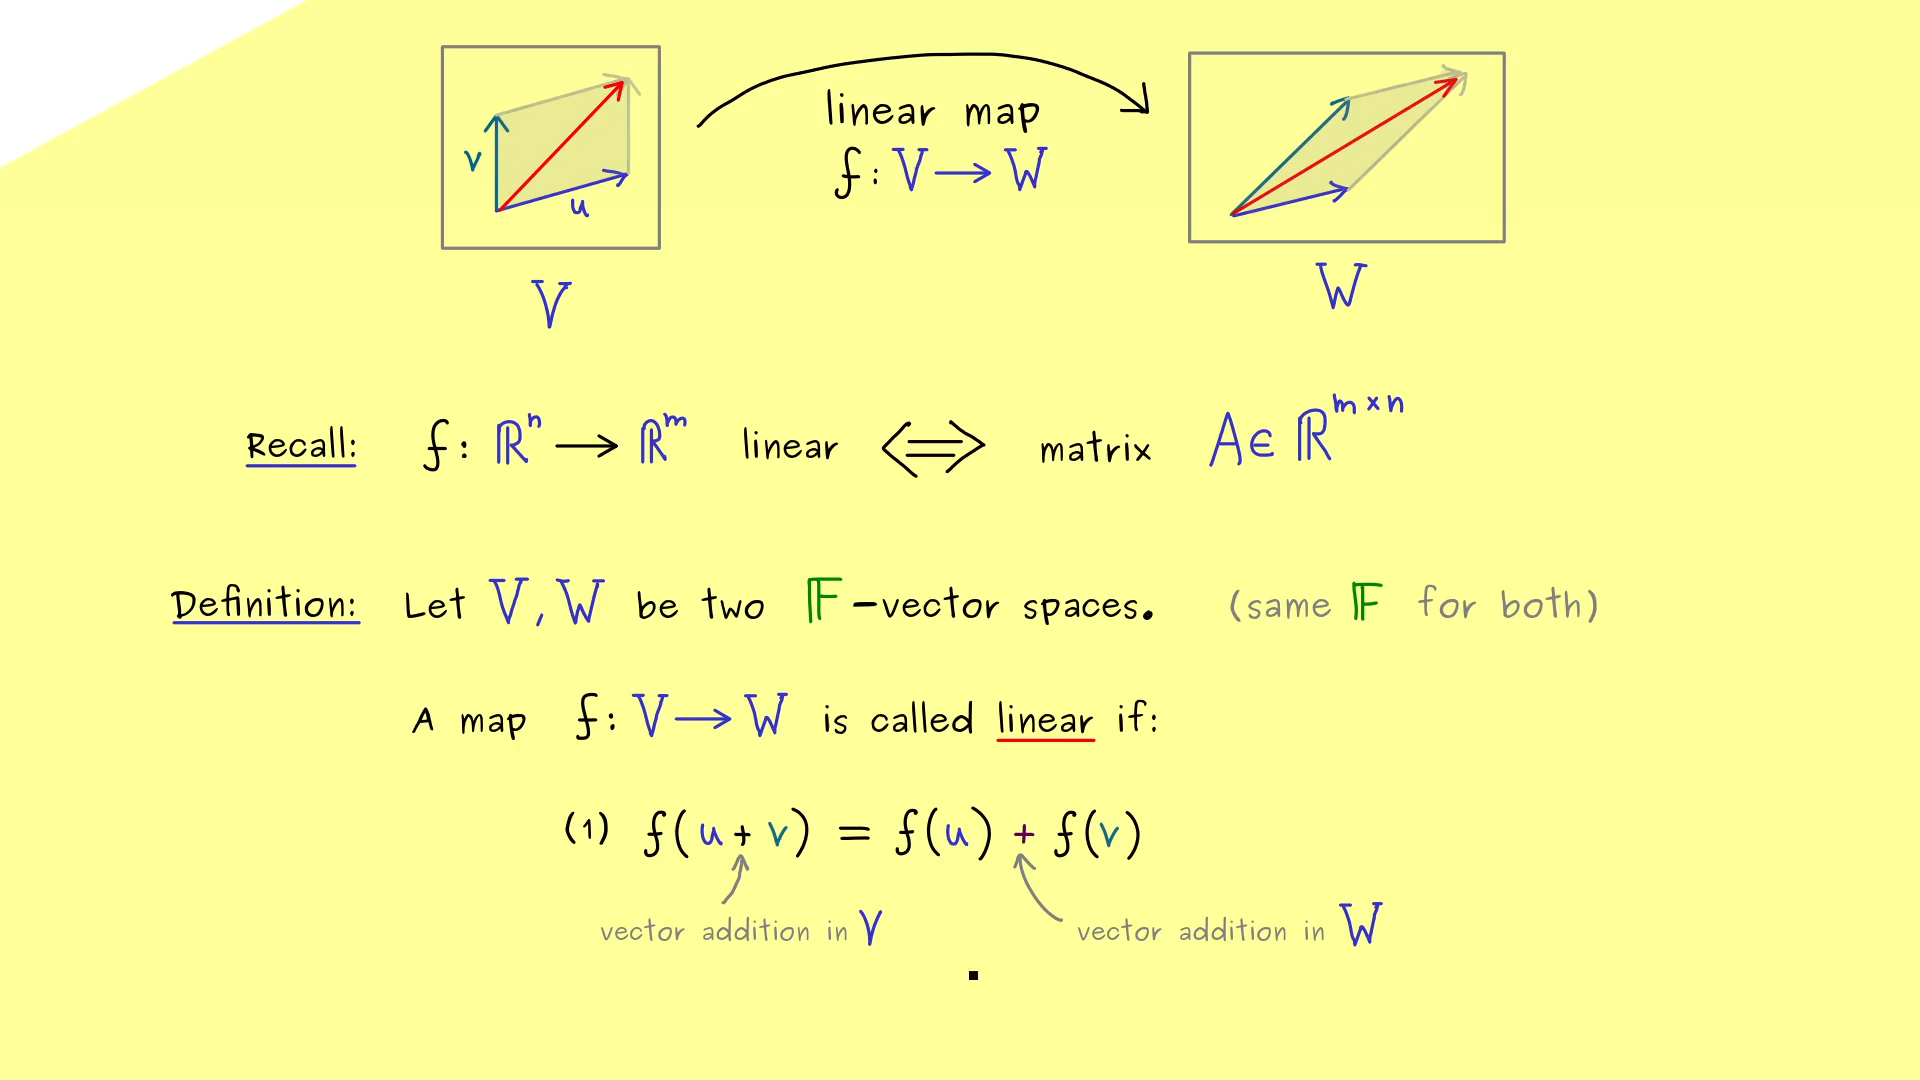 linear map
f: V → W
v
u
V
W
Recall: f: ℝⁿ → ℝᵐ linear ⟺ matrix A ∈ ℝᵐˣⁿ
Definition: Let V, W be two 𝔽-vector spaces. (same 𝔽 for both)
A map f: V → W is called linear if:
(1) f(u + v) = f(u) + f(v)
vector addition in V vector addition in W